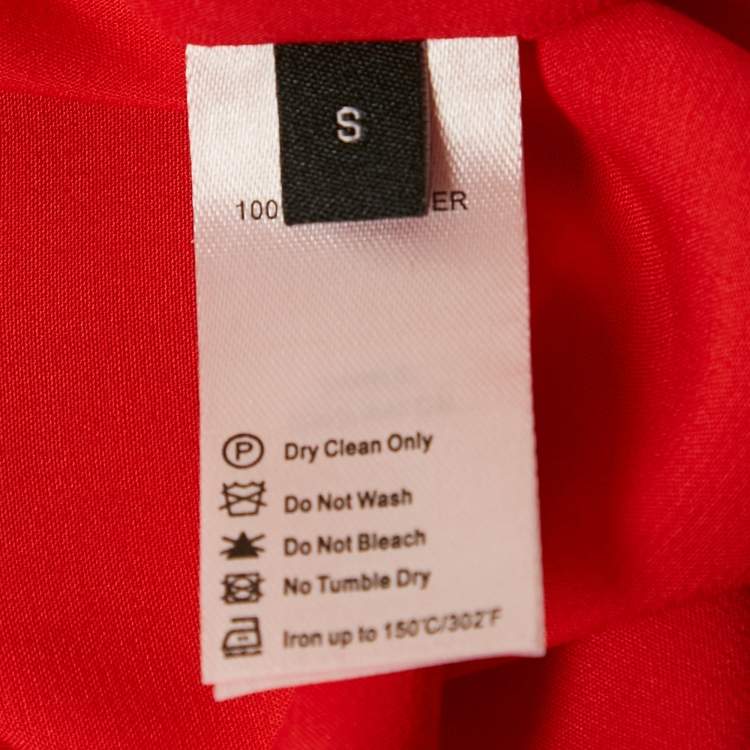 S
100 ER
Dry Clean Only
Do Not Wash
Do Not Bleach
No Tumble Dry
Iron up to 150°C/302°F